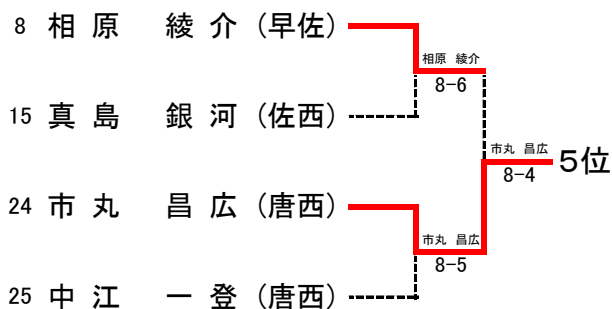 8 相原 綾介 (早佐)
相原 綾介
8-6
15 真島 銀河 (佐西)
市丸 昌広
8-4
5位
24 市丸 昌広 (唐西)
市丸 昌広
8-5
25 中江 一登 (唐西)